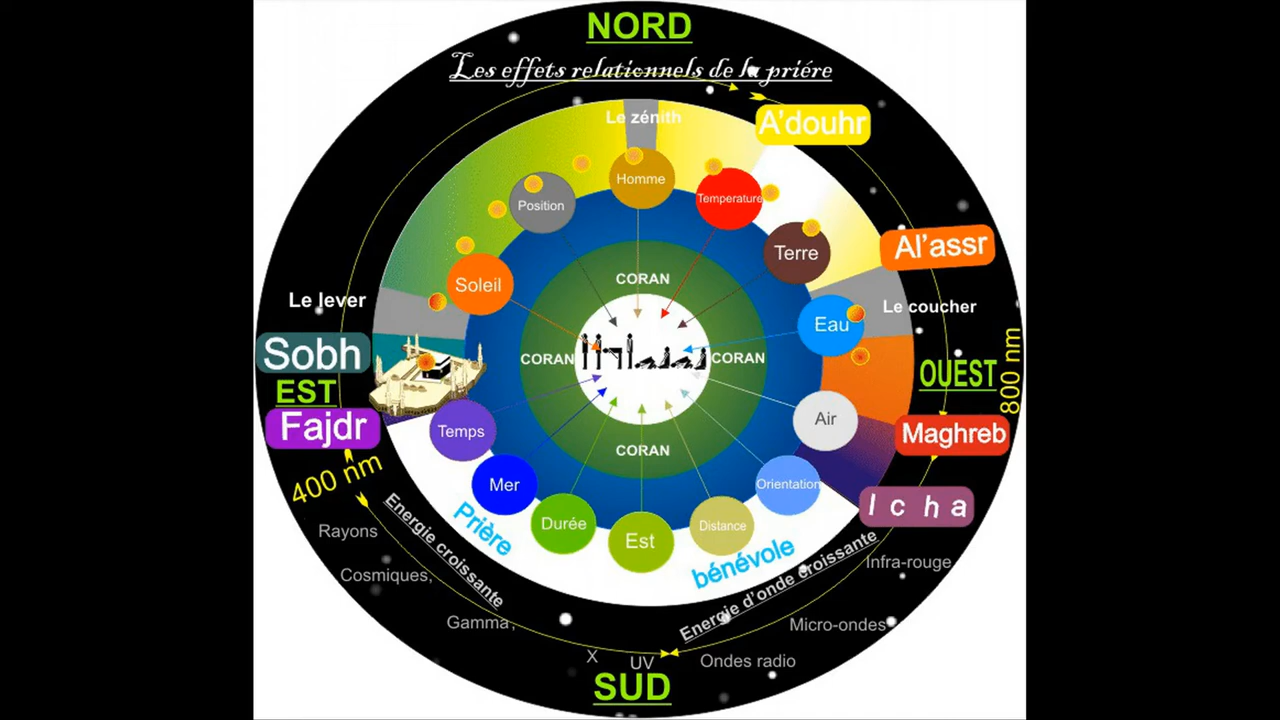 NORD
Les effets relationnels de la priére
Le zénith
A'douhr
Homme
Temperature
Position
Terre
Al'assr
Soleil
CORAN
Le lever
Le coucher
Eau
Sobh
CORAN
CORAN
OUEST
800 nm
EST
Fajdr
Temps
Air
Maghreb
400 nm
CORAN
Mer
Orientation
I c h a
Durée
Est
Distance
Prière
bénévole
Energie croissante
Energie d'onde croissante
Rayons
Cosmiques,
Gamma,
X
UV
Ondes radio
Micro-ondes
Infra-rouge
SUD